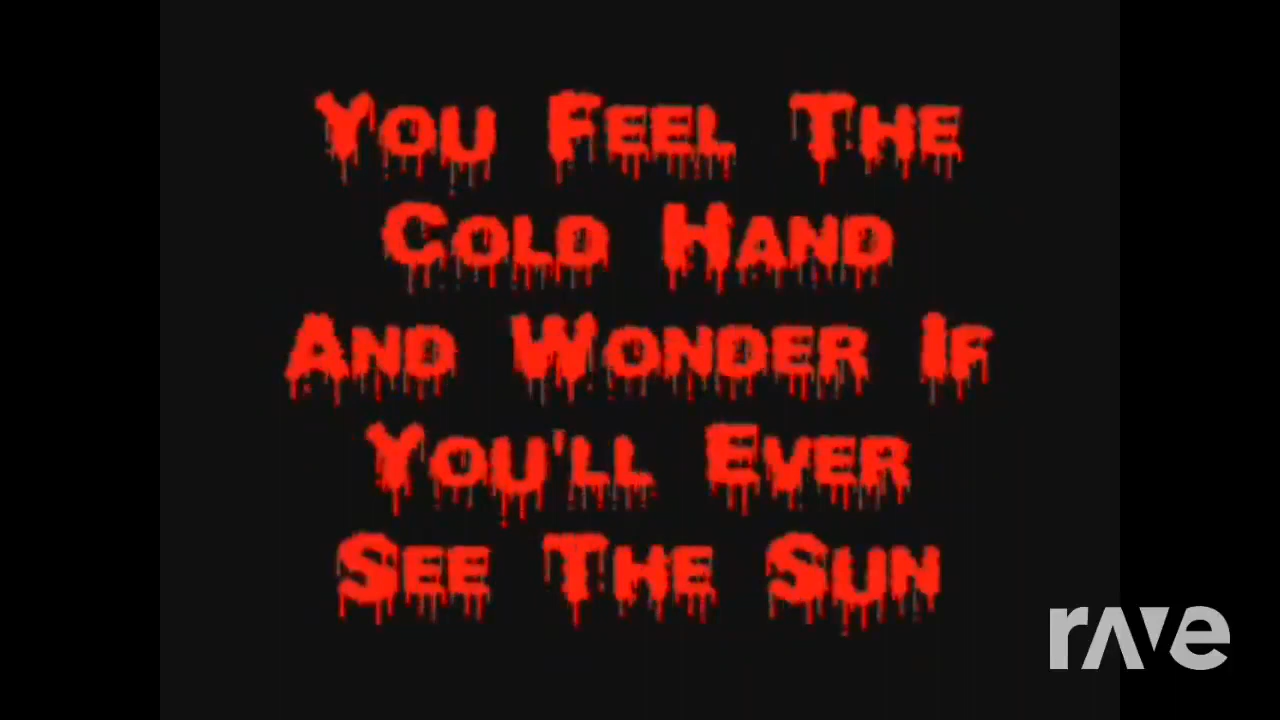 You Feel The
Cold Hand
And Wonder If
You'll Ever
See The Sun
rave